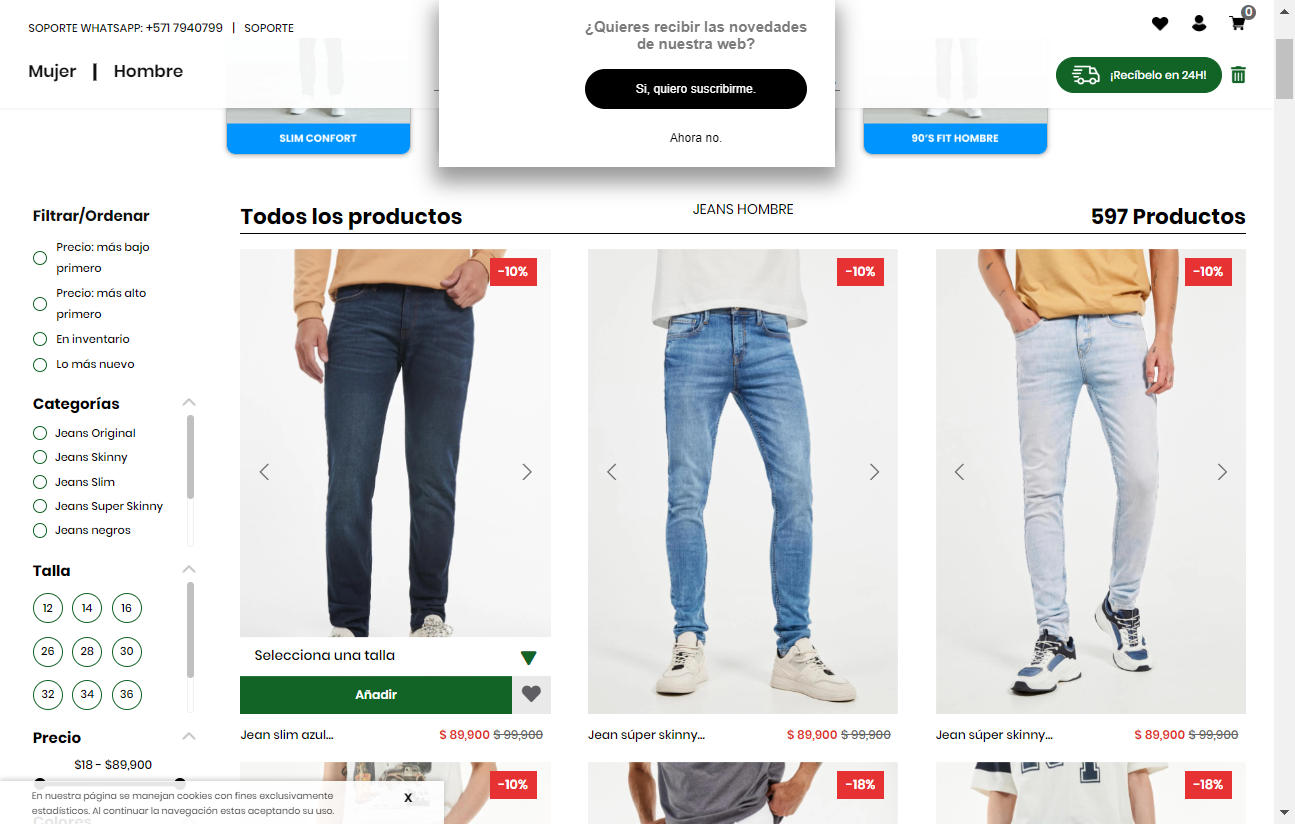 SOPORTE WHATSAPP: +571 7940799 | SOPORTE
Mujer | Hombre
¿Quieres recibir las novedades
de nuestra web?
Si, quiero suscribirme.
Ahora no.
0
¡Recíbelo en 24H!
SLIM CONFORT
90'S FIT HOMBRE
Filtrar/Ordenar
Precio: más bajo
primero
Precio: más alto
primero
En inventario
Lo más nuevo
Categorías
Jeans Original
Jeans Skinny
Jeans Slim
Jeans Super Skinny
Jeans negros
Talla
12 14 16
26 28 30
32 34 36
Precio
$18 - $89,900
Colores
Todos los productos
JEANS HOMBRE
597 Productos
-10%
-10%
-10%
Selecciona una talla
Añadir
Jean slim azul... $ 89,900 $ 99,900
Jean súper skinny... $ 89,900 $ 99,900
Jean súper skinny... $ 89,900 $ 99,900
-10%
-18%
-18%
En nuestra página se manejan cookies con fines exclusivamente
estadísticos. Al continuar la navegación estas aceptando su uso.
X